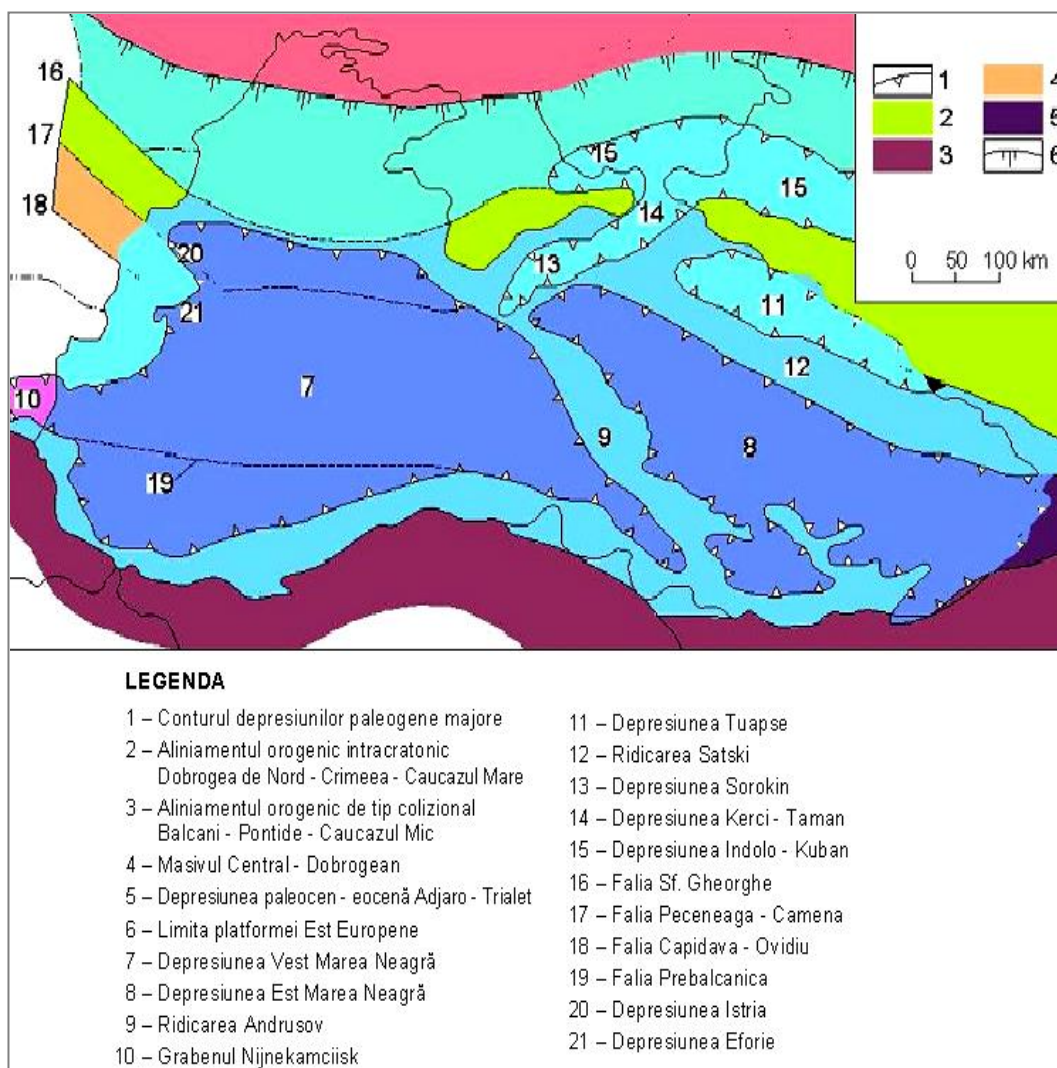 16
17
18
20
21
7
10
19
9
8
12
11
13
14
15
15
1
2
3
4
5
6
0 50 100 km
LEGENDA
1 – Conturul depresiunilor paleogene majore
2 – Aliniamentul orogenic intracratonic
Dobrogea de Nord - Crimeea - Caucazul Mare
3 – Aliniamentul orogenic de tip colizional
Balcani - Pontide - Caucazul Mic
4 – Masivul Central - Dobrogean
5 – Depresiunea paleocen - eocenă Adjaro - Trialet
6 – Limita platformei Est Europene
7 – Depresiunea Vest Marea Neagră
8 – Depresiunea Est Marea Neagră
9 – Ridicarea Andrusov
10 – Grabenul Nijnekamciisk
11 – Depresiunea Tuapse
12 – Ridicarea Satski
13 – Depresiunea Sorokin
14 – Depresiunea Kerci - Taman
15 – Depresiunea Indolo - Kuban
16 – Falia Sf. Gheorghe
17 – Falia Peceneaga - Camena
18 – Falia Capidava - Ovidiu
19 – Falia Prebalcanica
20 – Depresiunea Istria
21 – Depresiunea Eforie